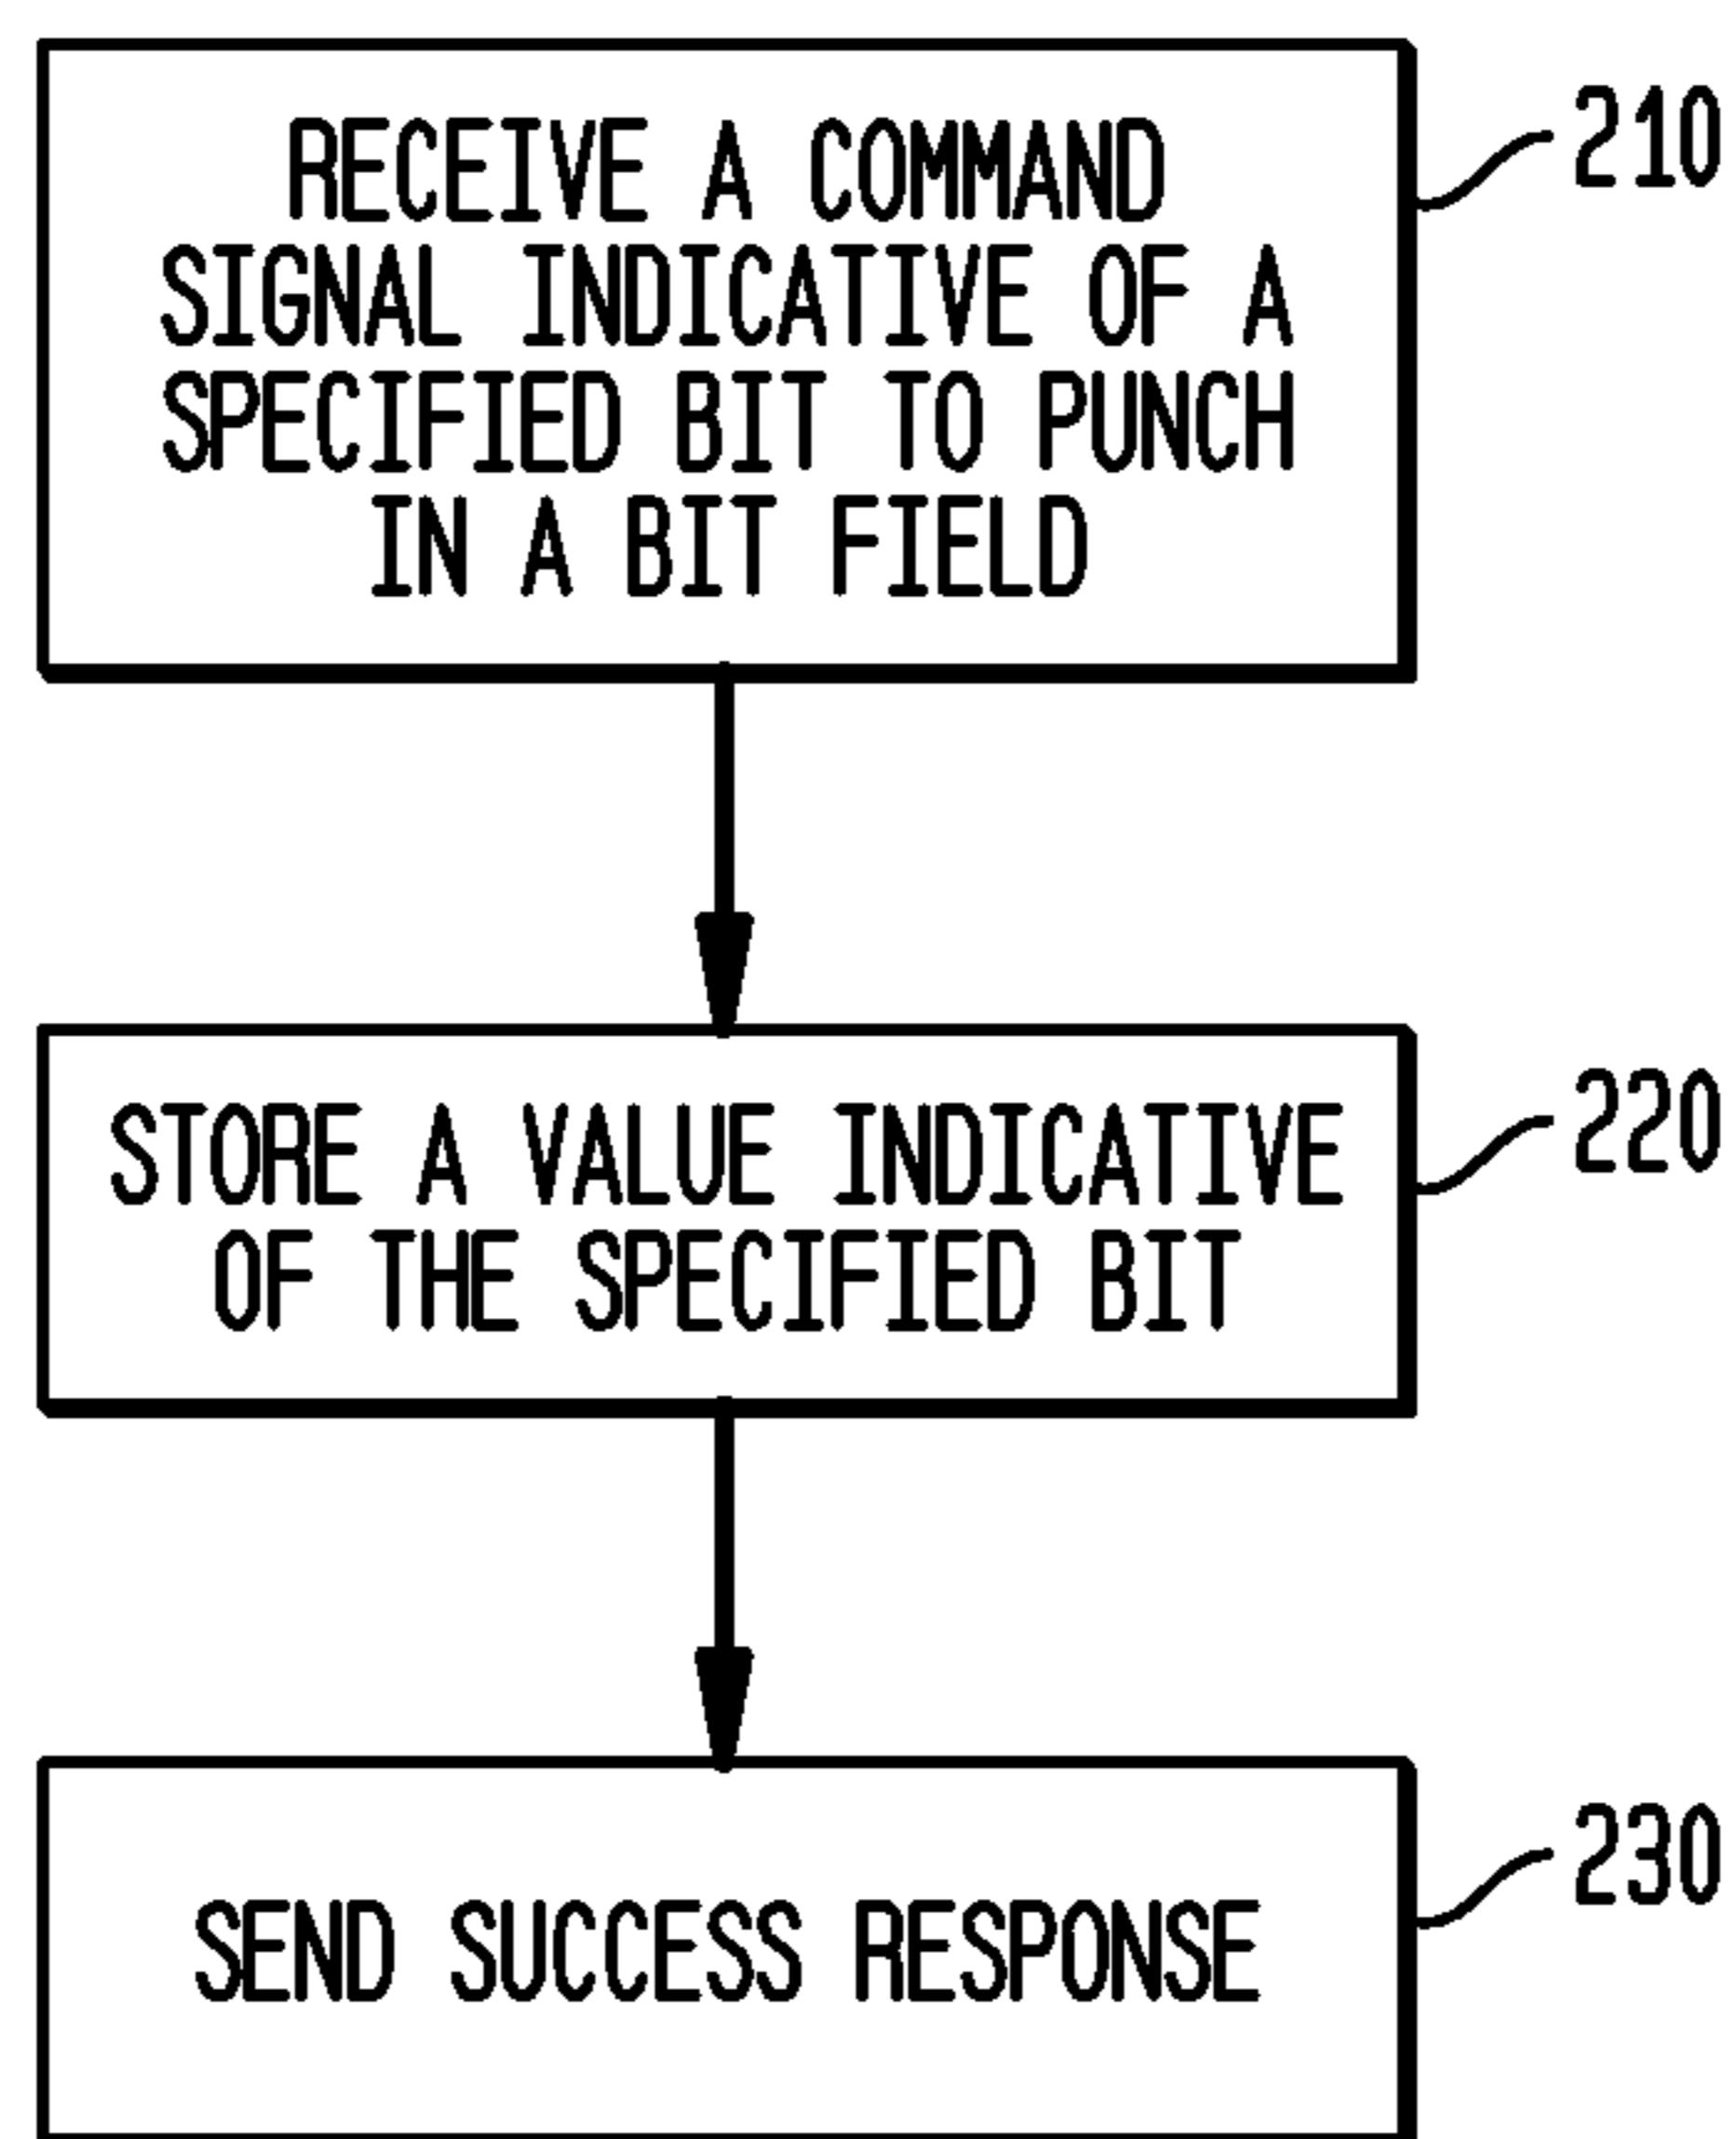 RECEIVE A COMMAND
SIGNAL INDICATIVE OF A
SPECIFIED BIT TO PUNCH
IN A BIT FIELD
210
STORE A VALUE INDICATIVE
OF THE SPECIFIED BIT
220
SEND SUCCESS RESPONSE
230